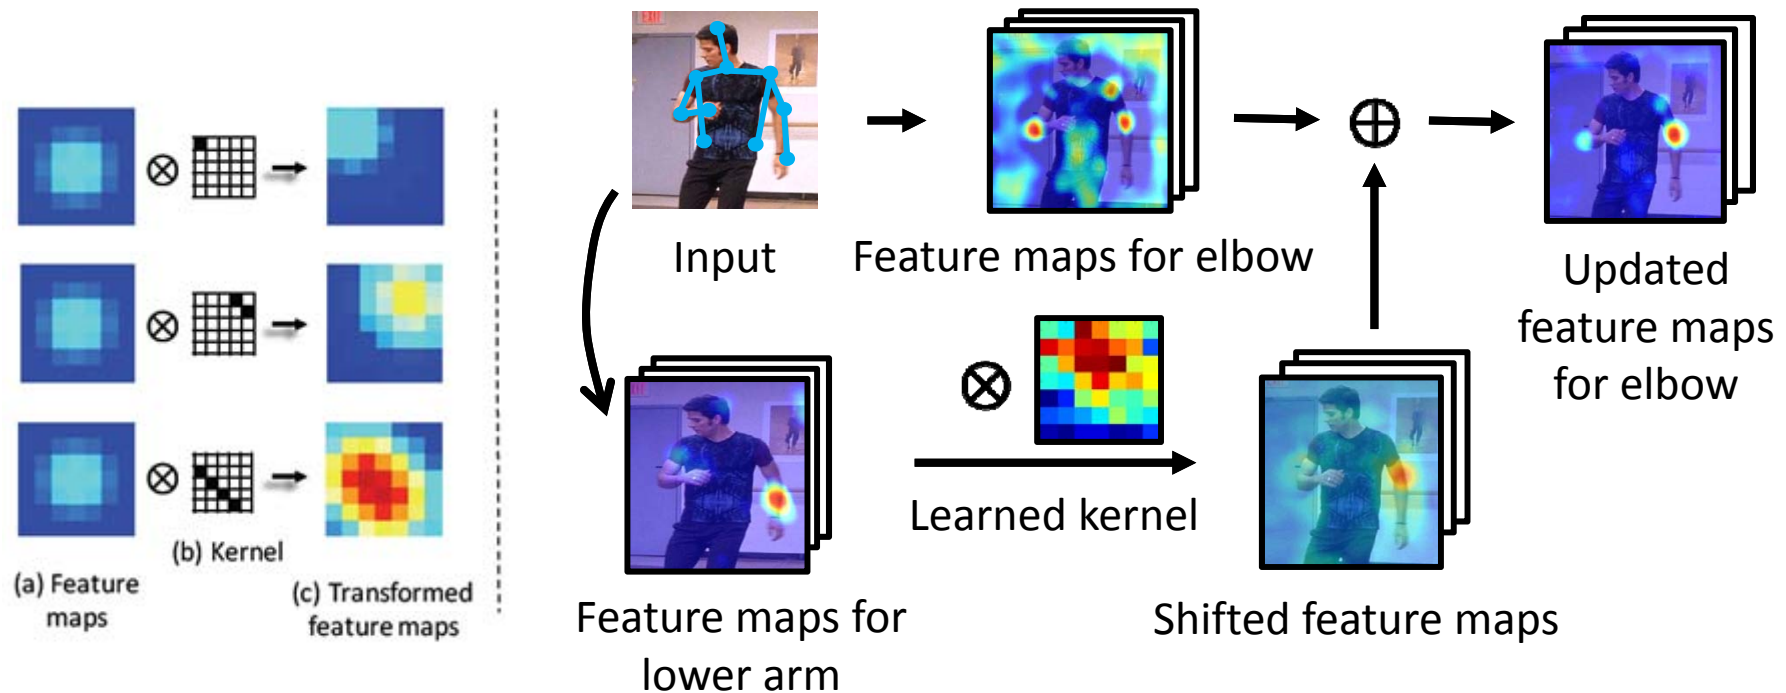 EXIT
Input
Feature maps for elbow
Updated
feature maps
for elbow
(a) Feature
maps
(b) Kernel
(c) Transformed
feature maps
Learned kernel
Feature maps for
lower arm
Shifted feature maps